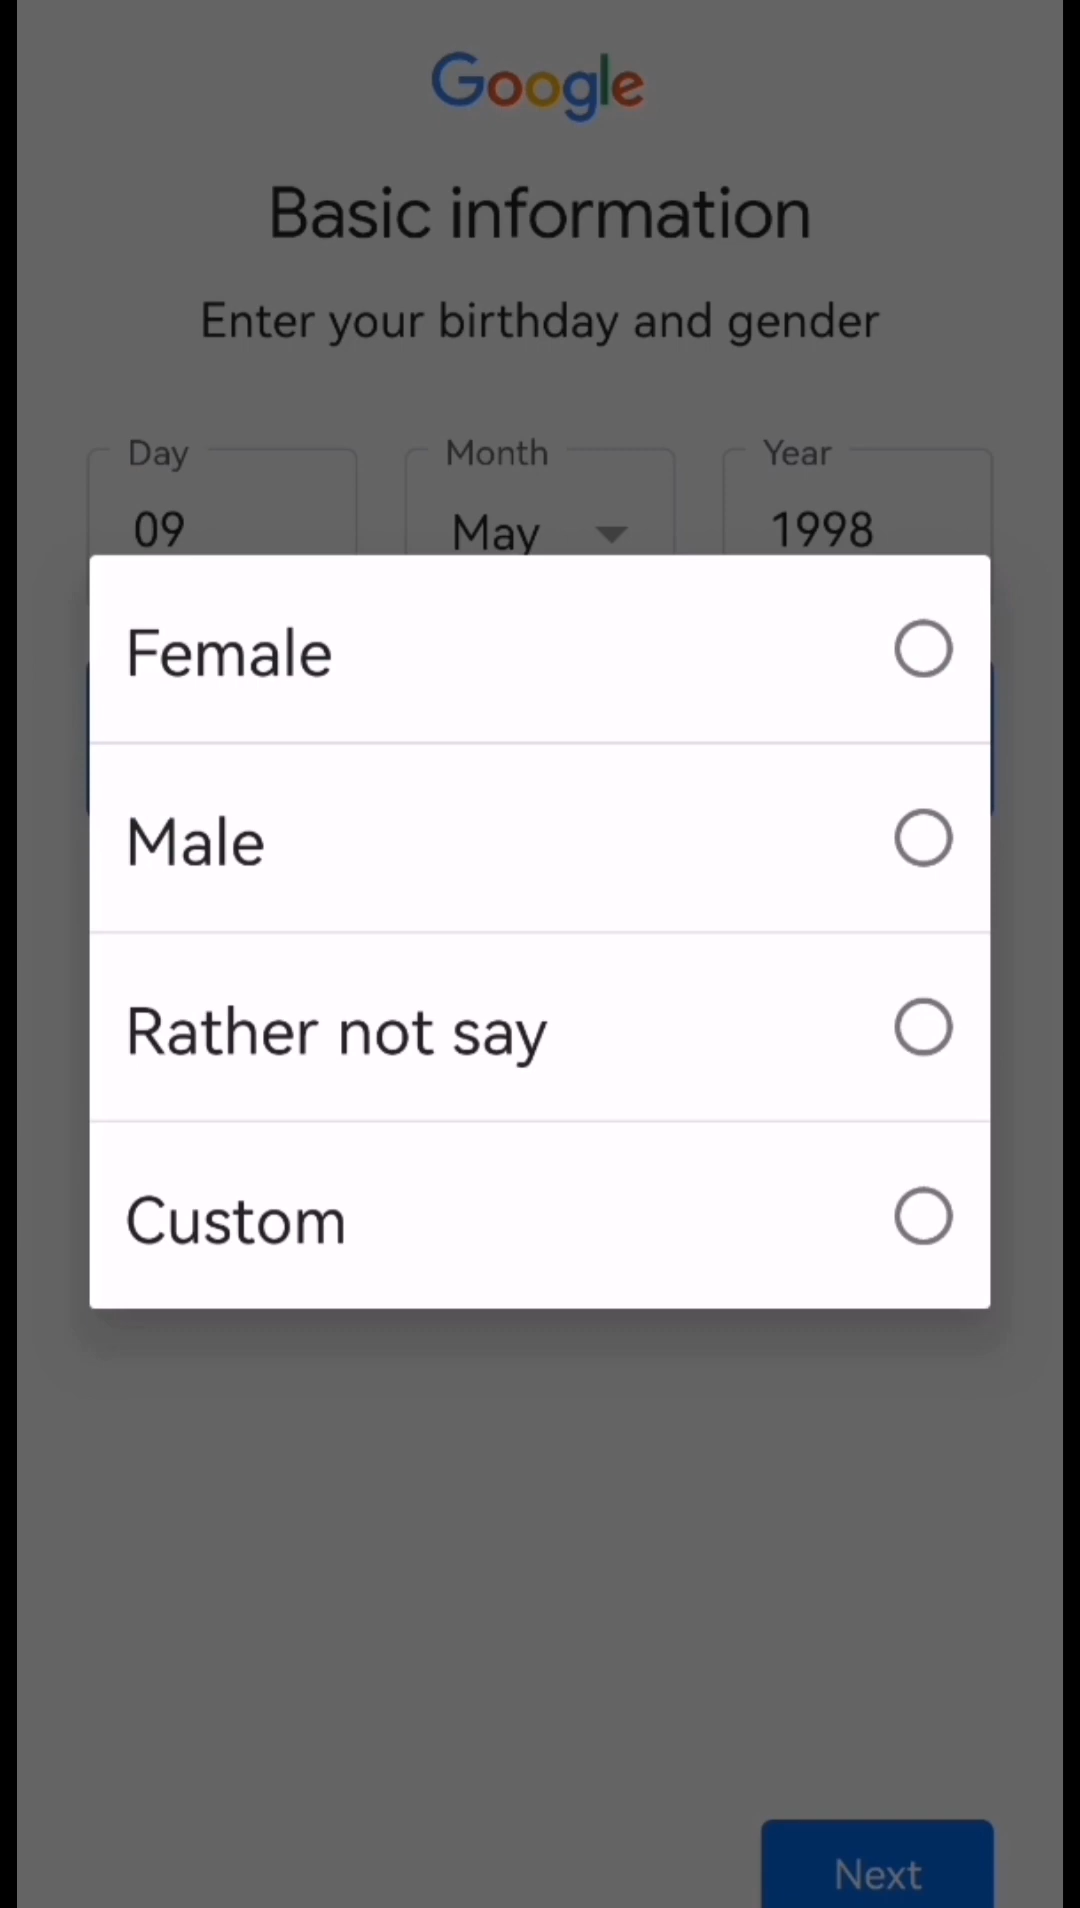 Google
Basic information
Enter your birthday and gender
Day Month Year
09 May 1998
Female
Male
Rather not say
Custom
Next